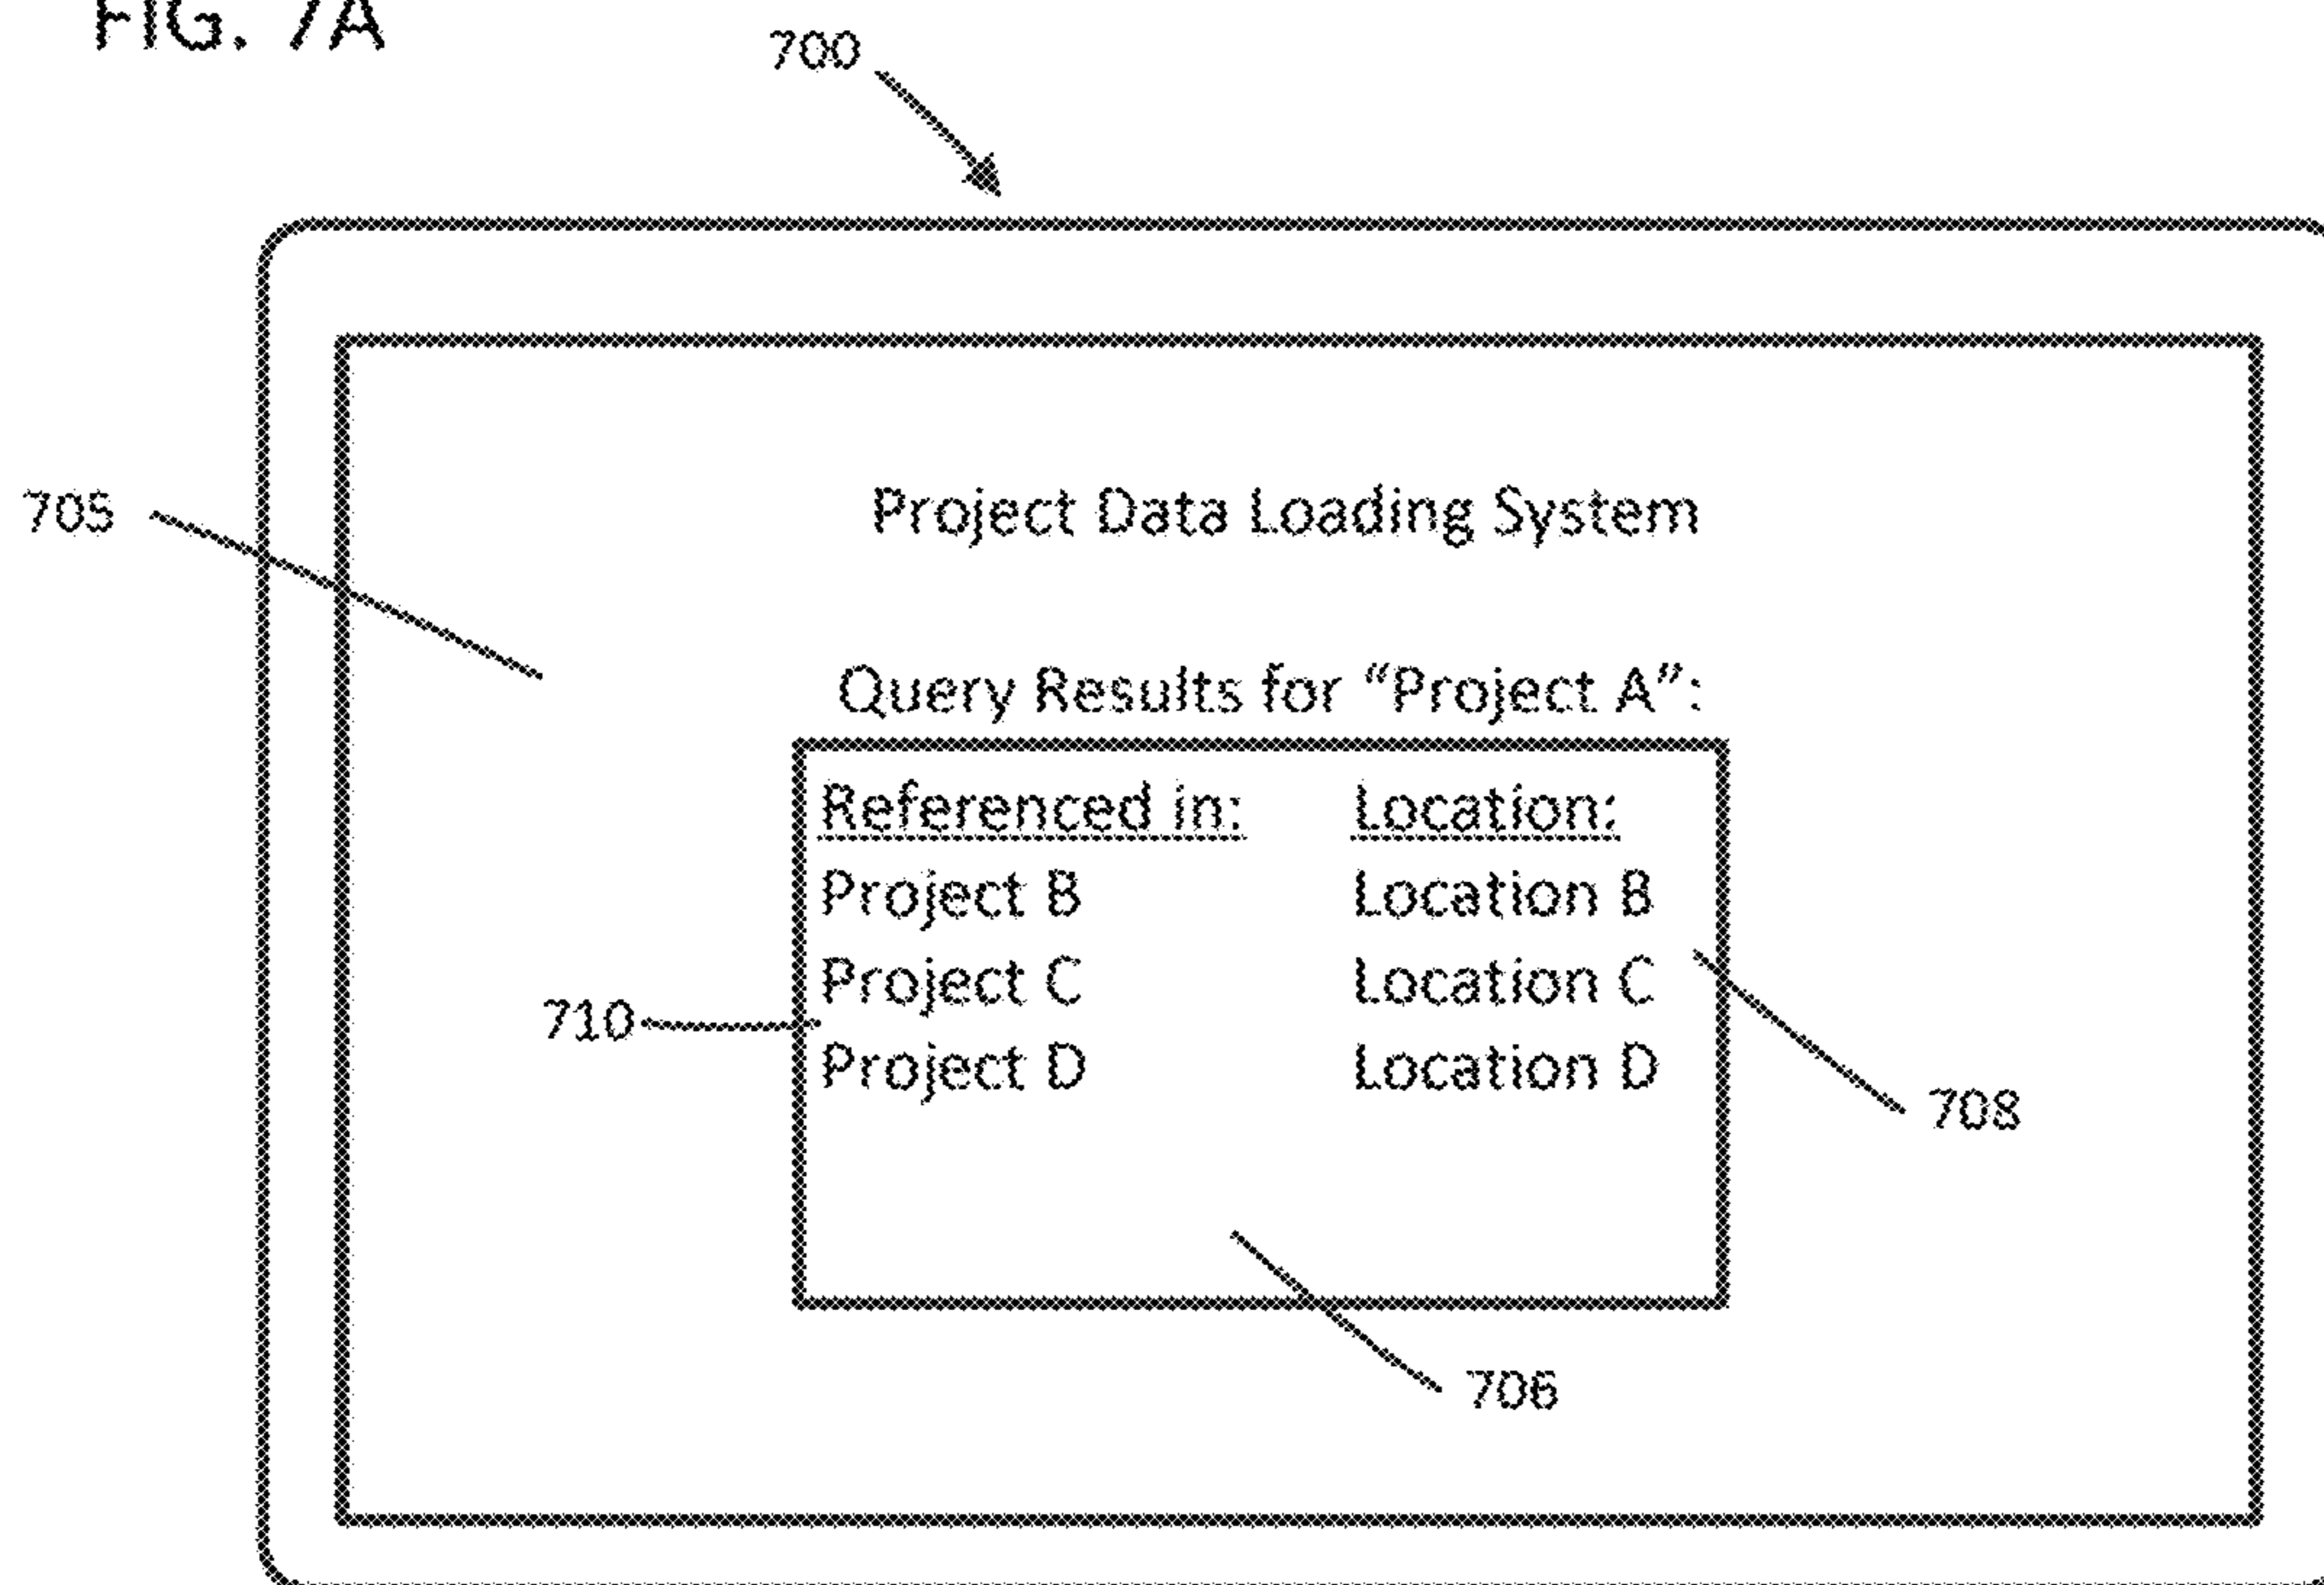 FIG. 7A
700
705
Project Data Loading System
Query Results for “Project A”:
Referenced in: Location:
Project B Location B
Project C Location C
710
Project D Location D
708
706